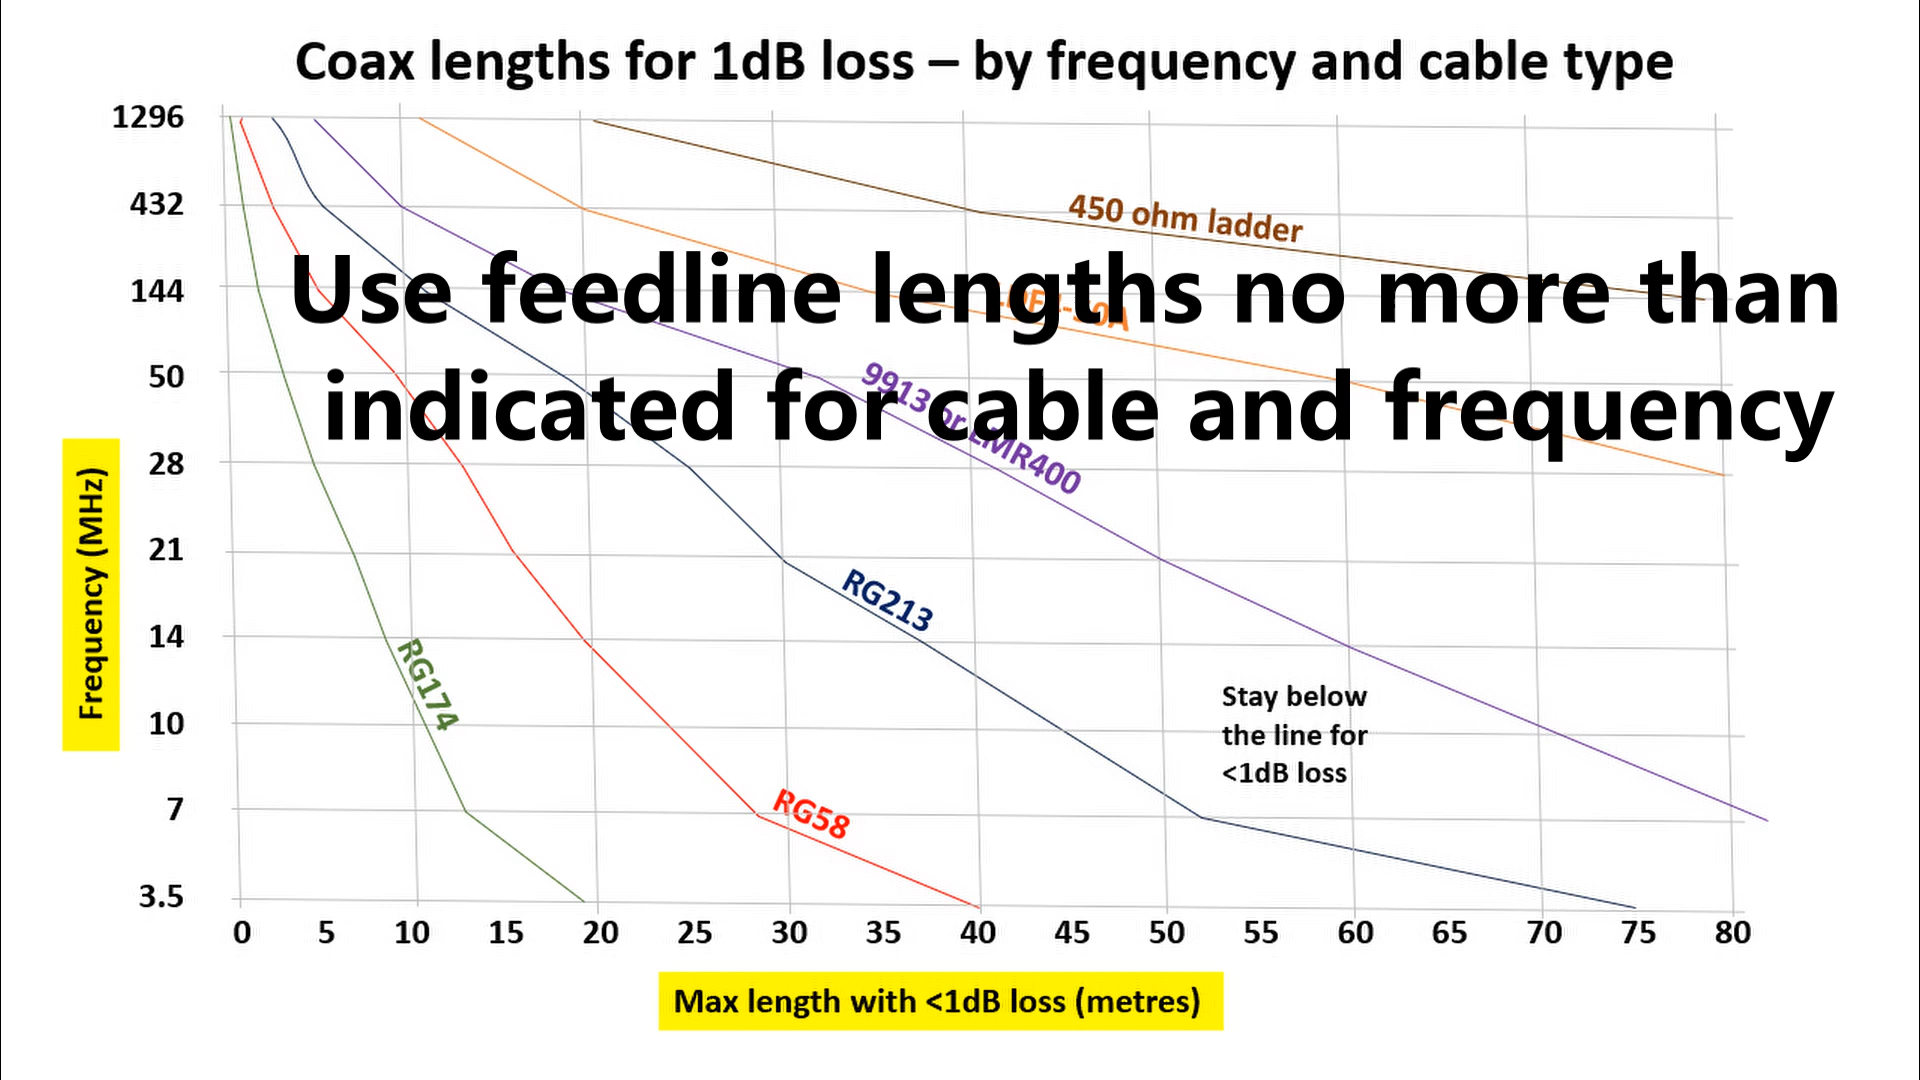 Coax lengths for 1dB loss – by frequency and cable type
1296
432
144
50
28
21
14
10
7
3.5
Frequency (MHz)
450 ohm ladder
Use feedline lengths no more than
indicated for cable and frequency
9913 or LMR400
RG213
RG174
RG58
Stay below
the line for
<1dB loss
0 5 10 15 20 25 30 35 40 45 50 55 60 65 70 75 80
Max length with <1dB loss (metres)